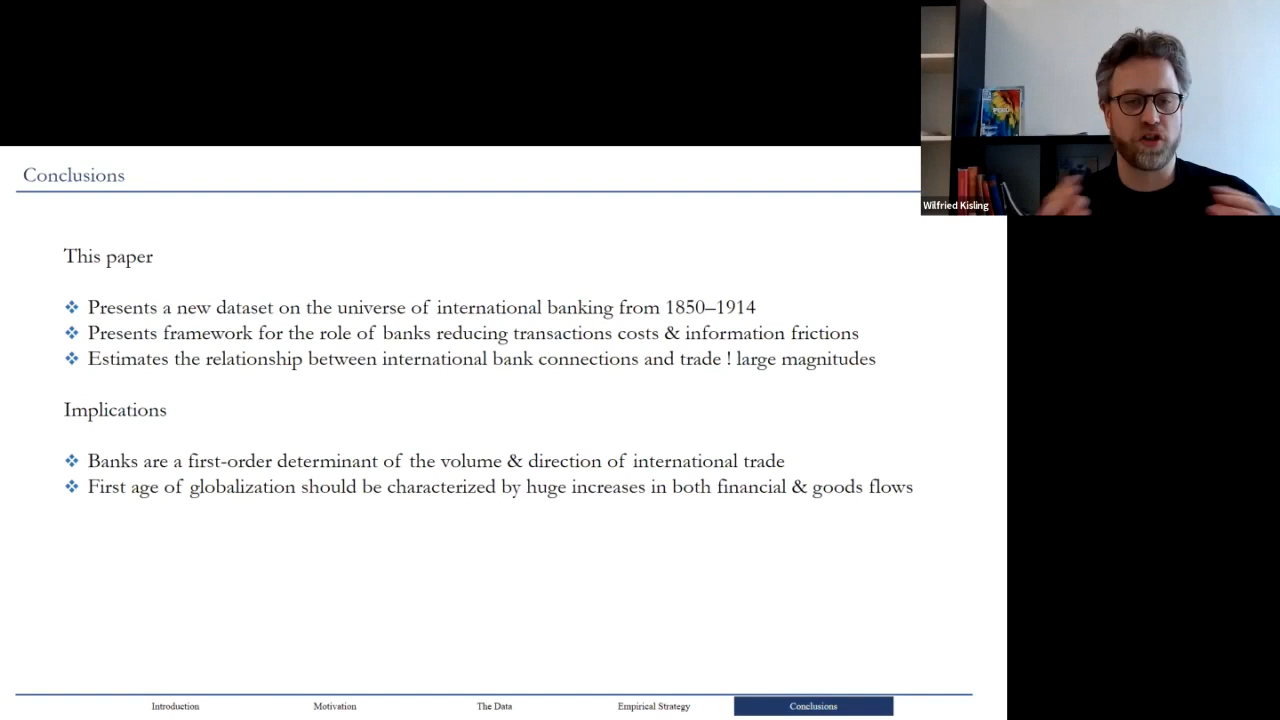 Conclusions
Wilfried Kisling
This paper
❖ Presents a new dataset on the universe of international banking from 1850–1914
❖ Presents framework for the role of banks reducing transactions costs & information frictions
❖ Estimates the relationship between international bank connections and trade ! large magnitudes
Implications
❖ Banks are a first-order determinant of the volume & direction of international trade
❖ First age of globalization should be characterized by huge increases in both financial & goods flows
Introduction
Motivation
The Data
Empirical Strategy
Conclusions